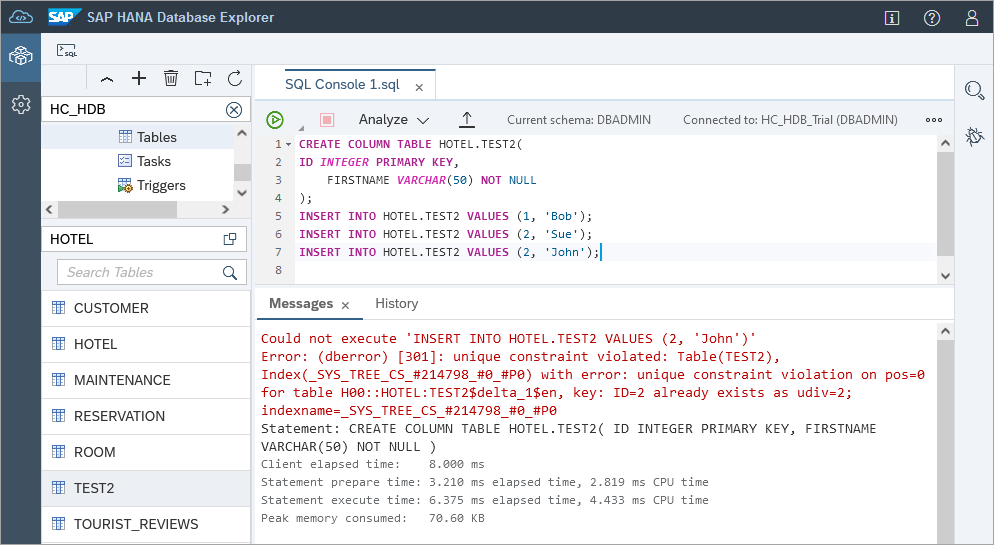 SAP SAP HANA Database Explorer
SQL
HC_HDB
Tables
Tasks
Triggers
HOTEL
Search Tables
CUSTOMER
HOTEL
MAINTENANCE
RESERVATION
ROOM
TEST2
TOURIST_REVIEWS
SQL Console 1.sql
Analyze Current schema: DBADMIN Connected to: HC_HDB_Trial (DBADMIN)
1 CREATE COLUMN TABLE HOTEL.TEST2(
2 ID INTEGER PRIMARY KEY,
3 FIRSTNAME VARCHAR(50) NOT NULL
4 );
5 INSERT INTO HOTEL.TEST2 VALUES (1, 'Bob');
6 INSERT INTO HOTEL.TEST2 VALUES (2, 'Sue');
7 INSERT INTO HOTEL.TEST2 VALUES (2, 'John');
8
Messages History
Could not execute 'INSERT INTO HOTEL.TEST2 VALUES (2, 'John')'
Error: (dberror) [301]: unique constraint violated: Table(TEST2),
Index(_SYS_TREE_CS_#214798_#0_#P0) with error: unique constraint violation on pos=0
for table H00::HOTEL:TEST2$delta_1$en, key: ID=2 already exists as udiv=2;
indexname=_SYS_TREE_CS_#214798_#0_#P0
Statement: CREATE COLUMN TABLE HOTEL.TEST2( ID INTEGER PRIMARY KEY, FIRSTNAME
VARCHAR(50) NOT NULL )
Client elapsed time: 8.000 ms
Statement prepare time: 3.210 ms elapsed time, 2.819 ms CPU time
Statement execute time: 6.375 ms elapsed time, 4.433 ms CPU time
Peak memory consumed: 70.60 KB